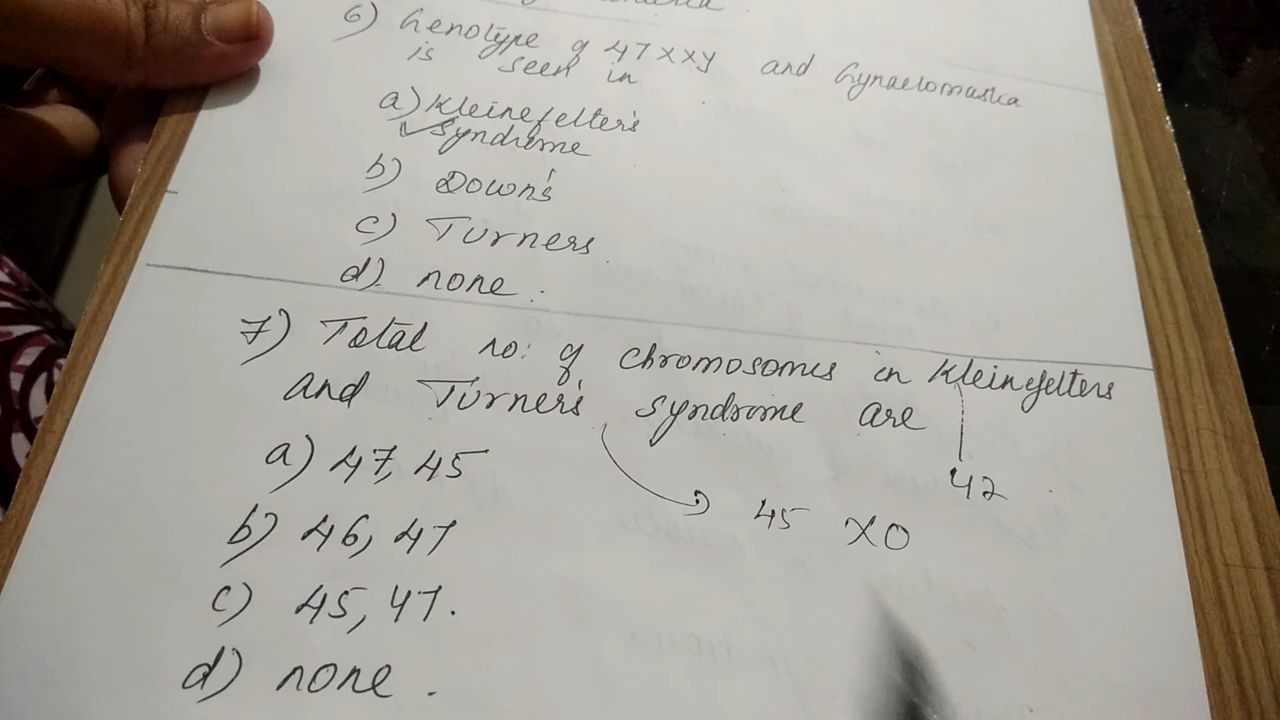 6) Genotype of 47XXY and Gynaecomastia
is seen in
a) Kleinefelter's
Syndrome
b) Down's
c) Turners.
d). none.
7) Total no: of chromosomes in Kleinefelters
and Turner's syndrome are
a) 47, 45
47
b) 46, 47
45 XO
c) 45, 47.
d) none.